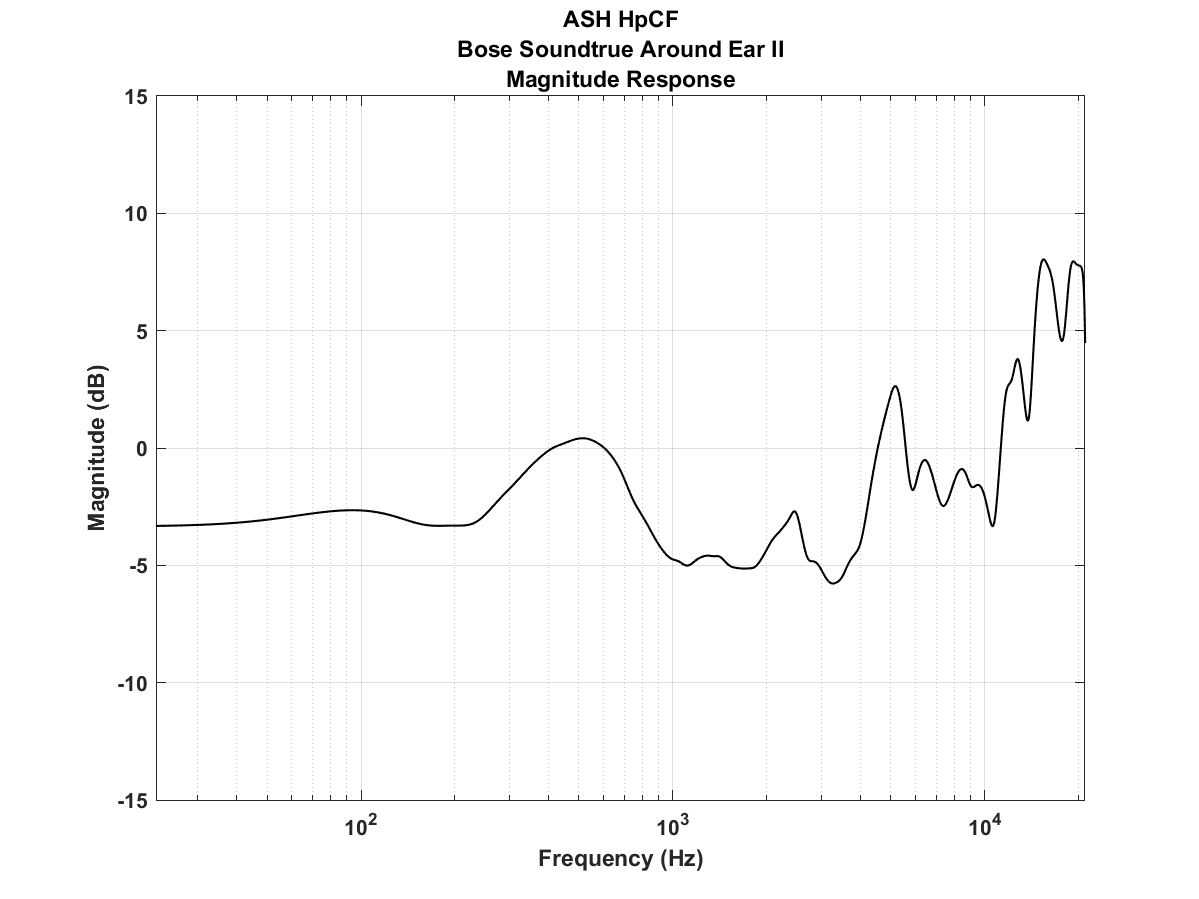 ASH HpCF
Bose Soundtrue Around Ear II
Magnitude Response
15
10
5
0
-5
-10
-15
Magnitude (dB)
10²
10³
10⁴
Frequency (Hz)